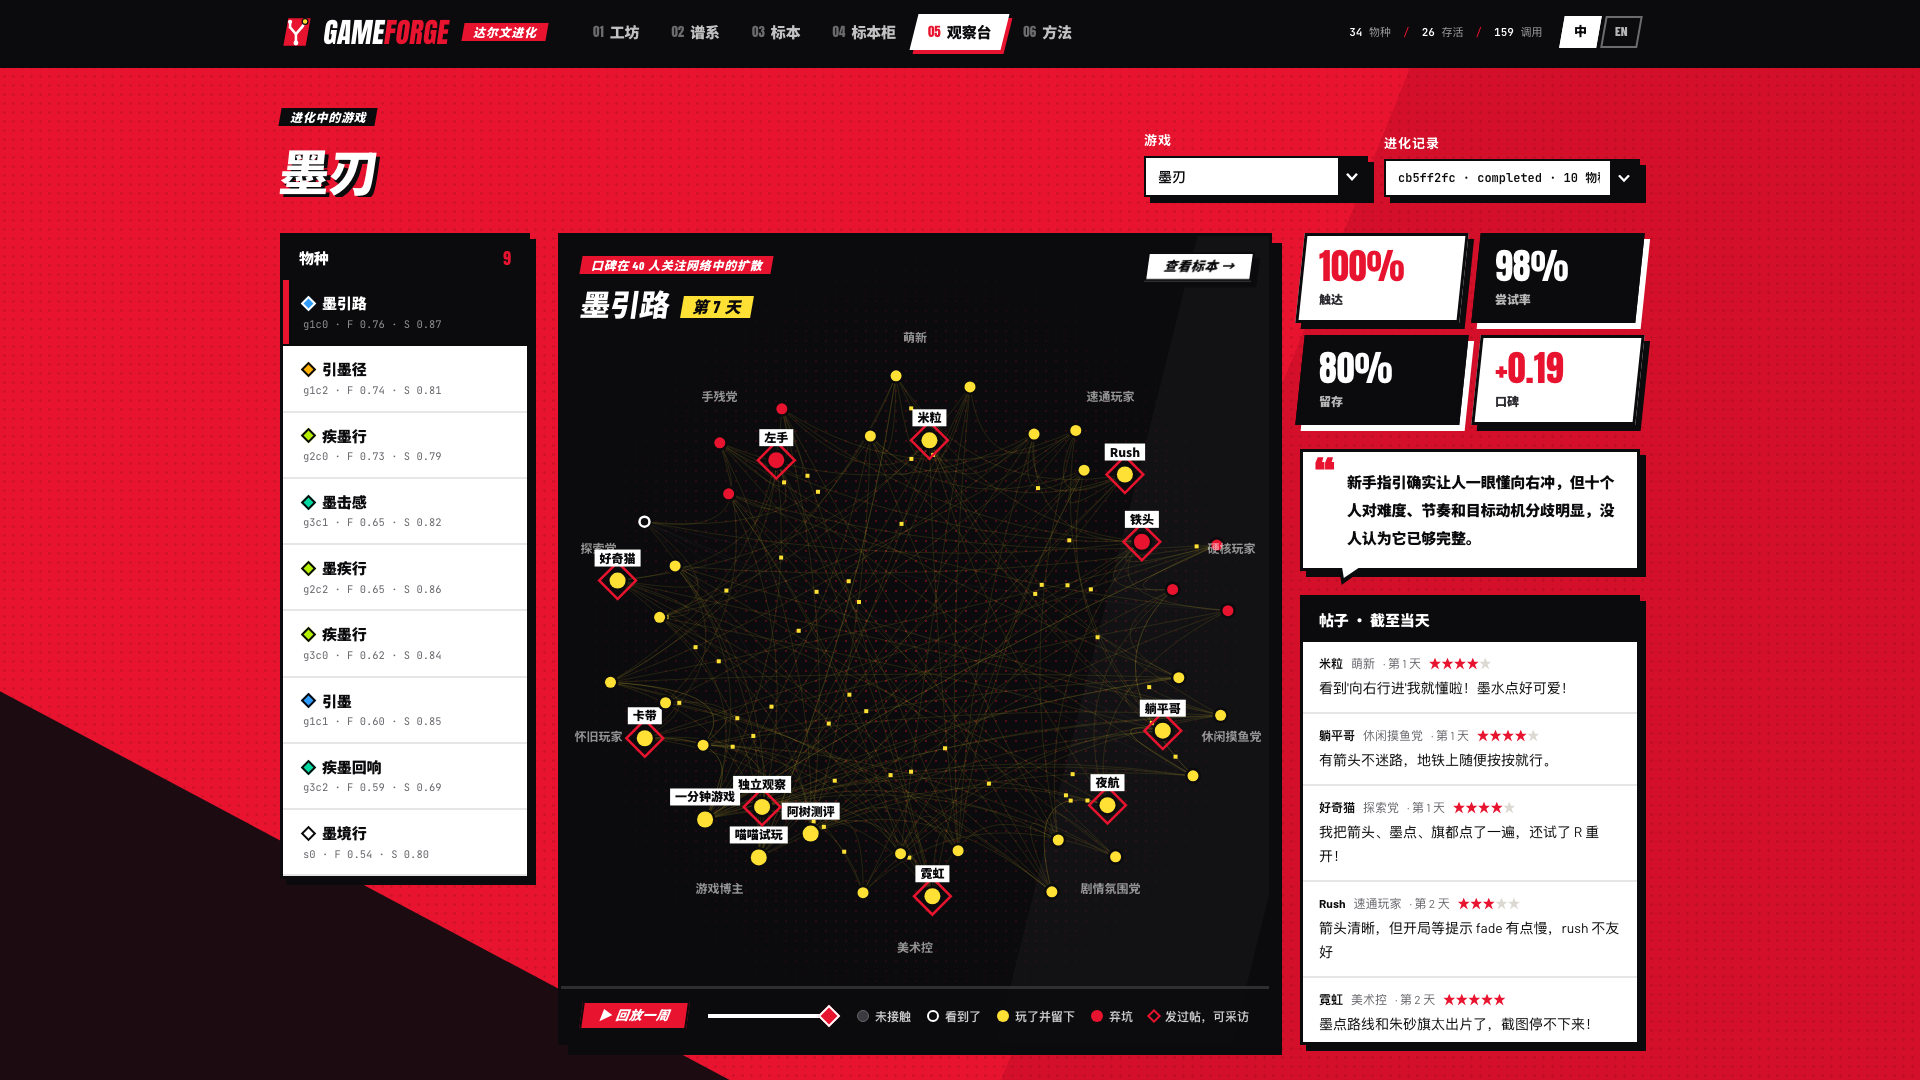 GAMEFORGE 达尔文进化 01 工坊 02 谱系 03 标本 04 标本柜 05 观察台 06 方法 34 物种 / 26 存活 / 159 调用 中 EN
进化中的游戏
墨刃
游戏
墨刃
进化记录
cb5ff2fc · completed · 10 物
物种 9
墨引路
g1c0 · F 0.76 · S 0.87
引墨径
g1c2 · F 0.74 · S 0.81
疾墨行
g2c0 · F 0.73 · S 0.79
墨击感
g3c1 · F 0.65 · S 0.82
墨疾行
g2c2 · F 0.65 · S 0.86
疾墨行
g3c0 · F 0.62 · S 0.84
引墨
g1c1 · F 0.60 · S 0.85
疾墨回响
g3c2 · F 0.59 · S 0.69
墨境行
s0 · F 0.54 · S 0.80
口碑在 40 人关注网络中的扩散
墨引路 第 7 天
查看标本 →
萌新
手残党
速通玩家
米粒
左手
Rush
铁头
探索党
硬核玩家
好奇猫
卡带
躺平哥
怀旧玩家
休闲摸鱼党
独立观察
夜航
一分钟游戏
阿树测评
喵喵试玩
霓虹
游戏博主
剧情氛围党
美术控
▶ 回放一周
未接触 看到了 玩了并留下 弃坑 发过帖，可采访
100%
触达
98%
尝试率
80%
留存
+0.19
口碑
❝
新手指引确实让人一眼懂向右冲，但十个
人对难度、节奏和目标动机分歧明显，没
人认为它已够完整。
帖子 · 截至当天
米粒 萌新 · 第 1 天 ★★★★★
看到'向右行进'我就懂啦！墨水点好可爱！
躺平哥 休闲摸鱼党 · 第 1 天 ★★★★★
有箭头不迷路，地铁上随便按按就行。
好奇猫 探索党 · 第 1 天 ★★★★★
我把箭头、墨点、旗都点了一遍，还试了 R 重
开！
Rush 速通玩家 · 第 2 天 ★★★★★
箭头清晰，但开局等提示 fade 有点慢，rush 不友
好
霓虹 美术控 · 第 2 天 ★★★★★
墨点路线和朱砂旗太出片了，截图停不下来！